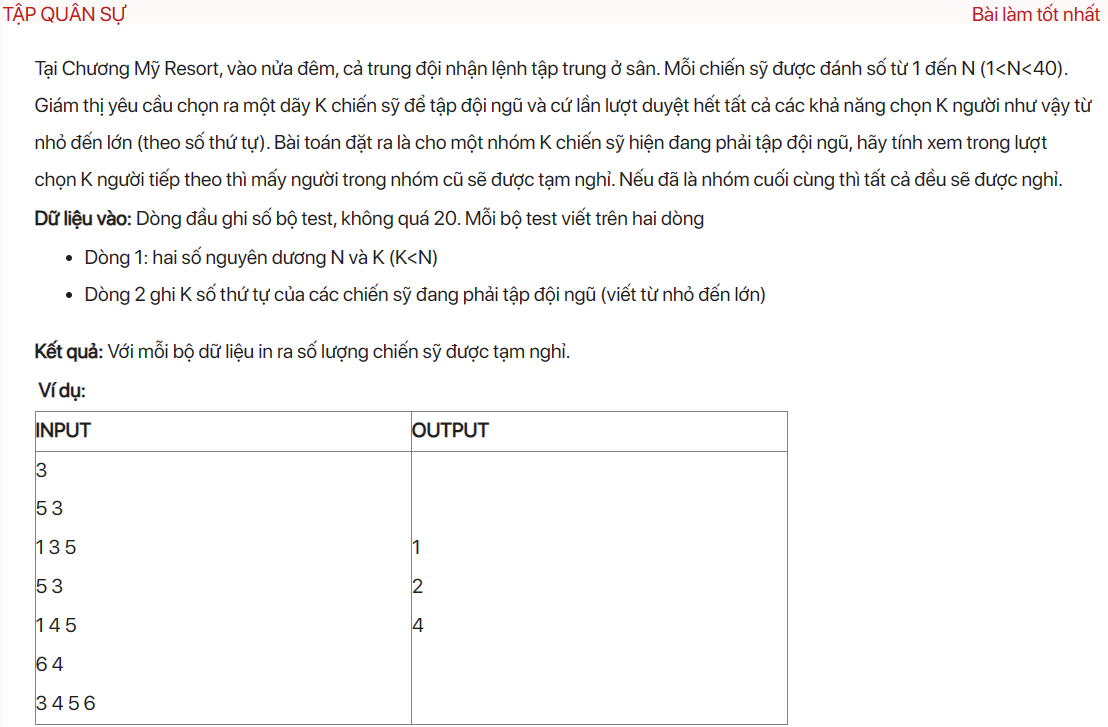 TẬP QUÂN SỰ
Bài làm tốt nhất
Tại Chương Mỹ Resort, vào nửa đêm, cả trung đội nhận lệnh tập trung ở sân. Mỗi chiến sỹ được đánh số từ 1 đến N (1<N<40).
Giám thị yêu cầu chọn ra một dãy K chiến sỹ để tập đội ngũ và cứ lần lượt duyệt hết tất cả các khả năng chọn K người như vậy từ
nhỏ đến lớn (theo số thứ tự). Bài toán đặt ra là cho một nhóm K chiến sỹ hiện đang phải tập đội ngũ, hãy tính xem trong lượt
chọn K người tiếp theo thì mấy người trong nhóm cũ sẽ được tạm nghỉ. Nếu đã là nhóm cuối cùng thì tất cả đều sẽ được nghỉ.
Dữ liệu vào: Dòng đầu ghi số bộ test, không quá 20. Mỗi bộ test viết trên hai dòng
• Dòng 1: hai số nguyên dương N và K (K<N)
• Dòng 2 ghi K số thứ tự của các chiến sỹ đang phải tập đội ngũ (viết từ nhỏ đến lớn)
Kết quả: Với mỗi bộ dữ liệu in ra số lượng chiến sỹ được tạm nghỉ.
Ví dụ:
INPUT OUTPUT
3
5 3
1 3 5 1
5 3 2
1 4 5 4
6 4
3 4 5 6